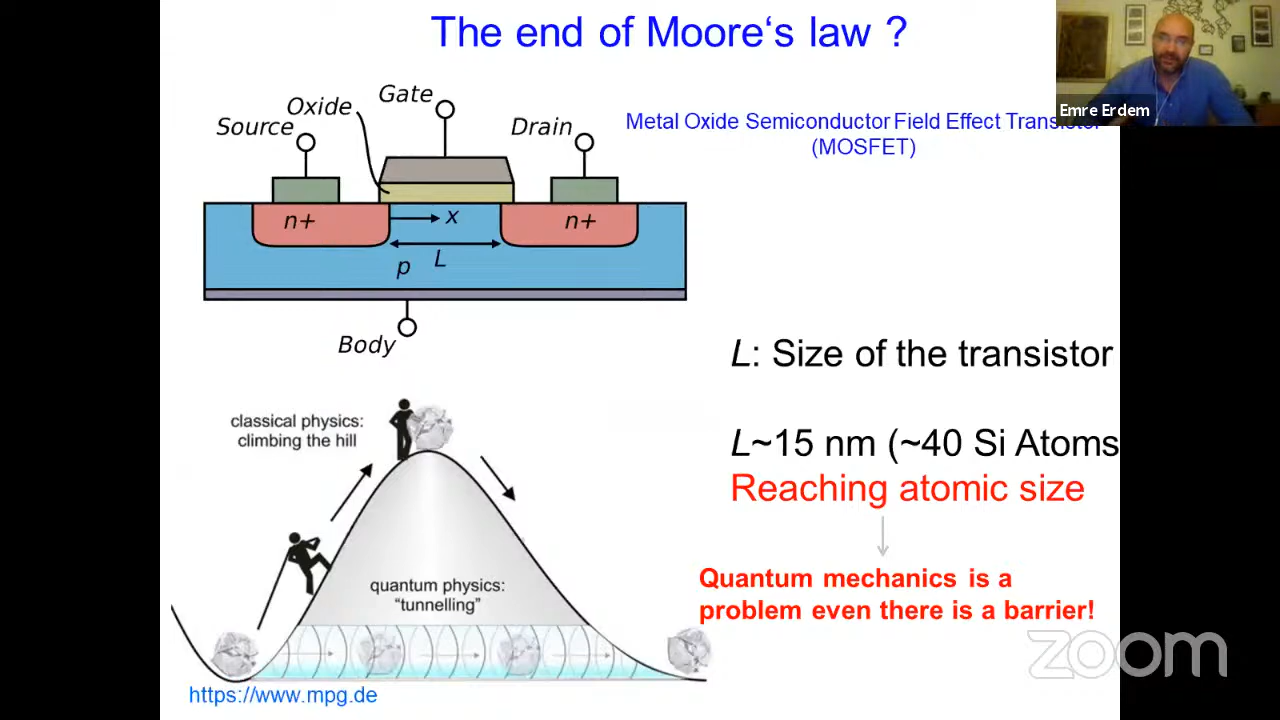 The end of Moore‘s law ?
Emre Erdem
Metal Oxide Semiconductor Field Effect Transistor
(MOSFET)
Source
Oxide
Gate
Drain
n+
x
n+
p
L
Body
L: Size of the transistor
L~15 nm (~40 Si Atoms
Reaching atomic size
Quantum mechanics is a
problem even there is a barrier!
classical physics:
climbing the hill
quantum physics:
“tunnelling”
https://www.mpg.de
zoom